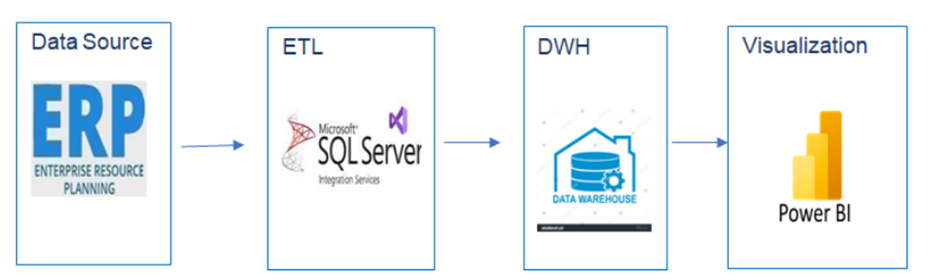 Data Source
ERP
ENTERPRISE RESOURCE
PLANNING
ETL
Microsoft®
SQL Server
Integration Services
DWH
DATA WAREHOUSE
Visualization
Power BI